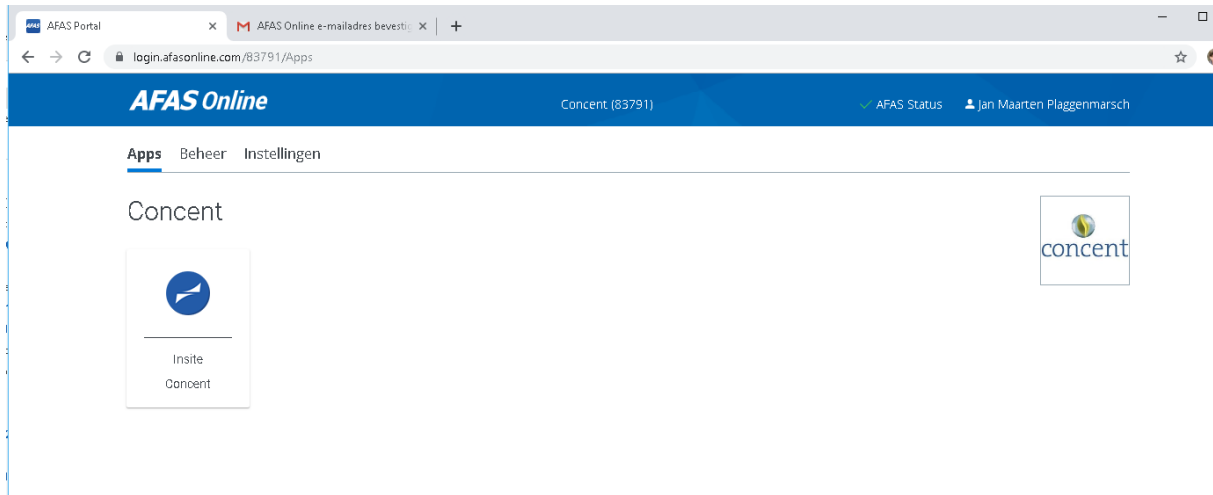 AFAS AFAS Portal
AFAS Online e-mailadres bevestig
login.afasonline.com/83791/Apps
AFAS Online Concent (83791) AFAS Status Jan Maarten Plaggenmarsch
Apps Beheer Instellingen
Concent
concent
Insite
Concent